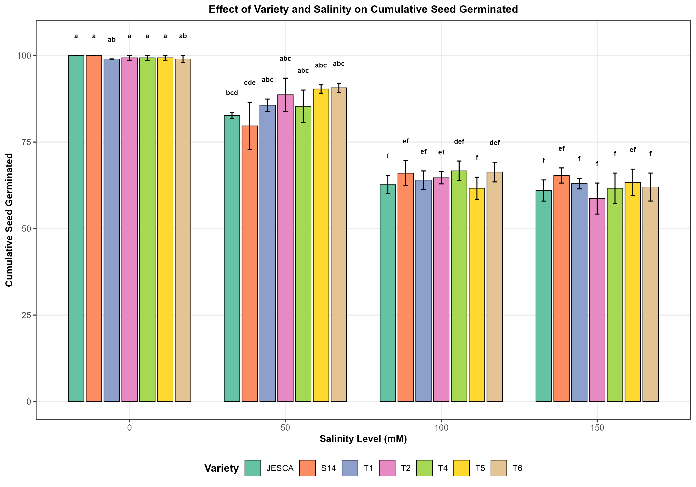 Effect of Variety and Salinity on Cumulative Seed Germinated
Cumulative Seed Germinated
100
75
50
25
0
a a ab a a a ab
bcd cde abc abc abc abc abc
f ef ef ef def f def
f ef f f f ef f
0 50 100 150
Salinity Level (mM)
Variety JESCA S14 T1 T2 T4 T5 T6